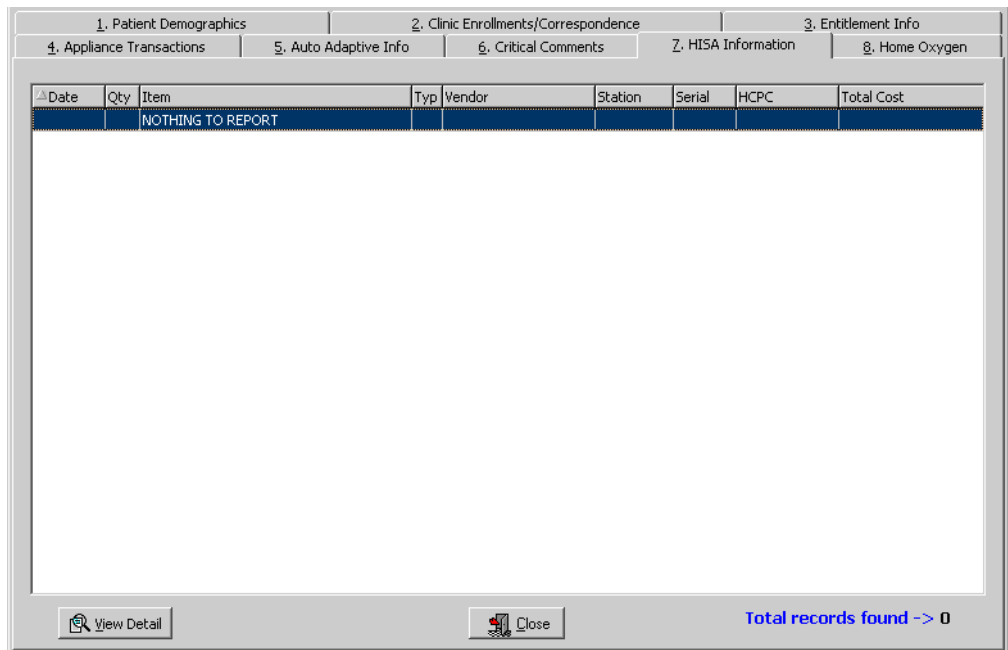 1. Patient Demographics 2. Clinic Enrollments/Correspondence 3. Entitlement Info
4. Appliance Transactions 5. Auto Adaptive Info 6. Critical Comments 7. HISA Information 8. Home Oxygen
Date Qty Item Typ Vendor Station Serial HCPC Total Cost
NOTHING TO REPORT
View Detail Close Total records found -> 0